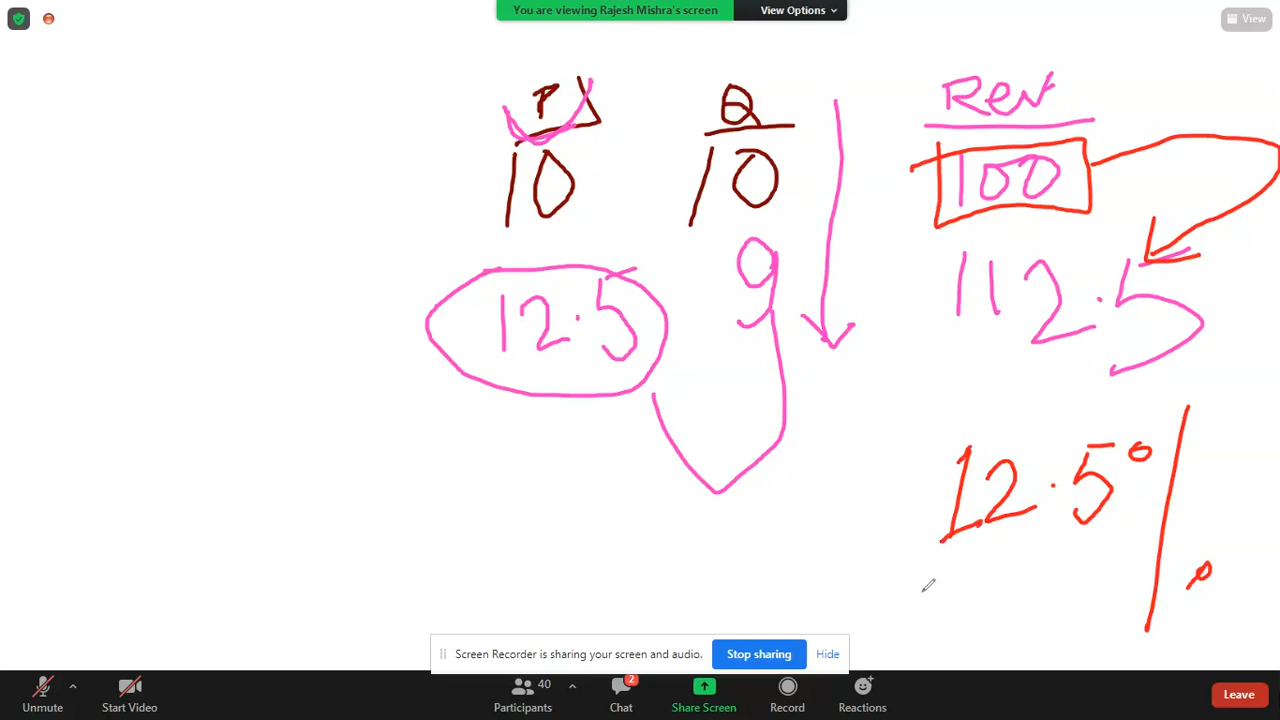 You are viewing Rajesh Mishra's screen View Options
View
P Q Rev
10 10 100
12.5 9 112.5
12.5%
Screen Recorder is sharing your screen and audio. Stop sharing Hide
40 2
Unmute Start Video Participants Chat Share Screen Record Reactions Leave